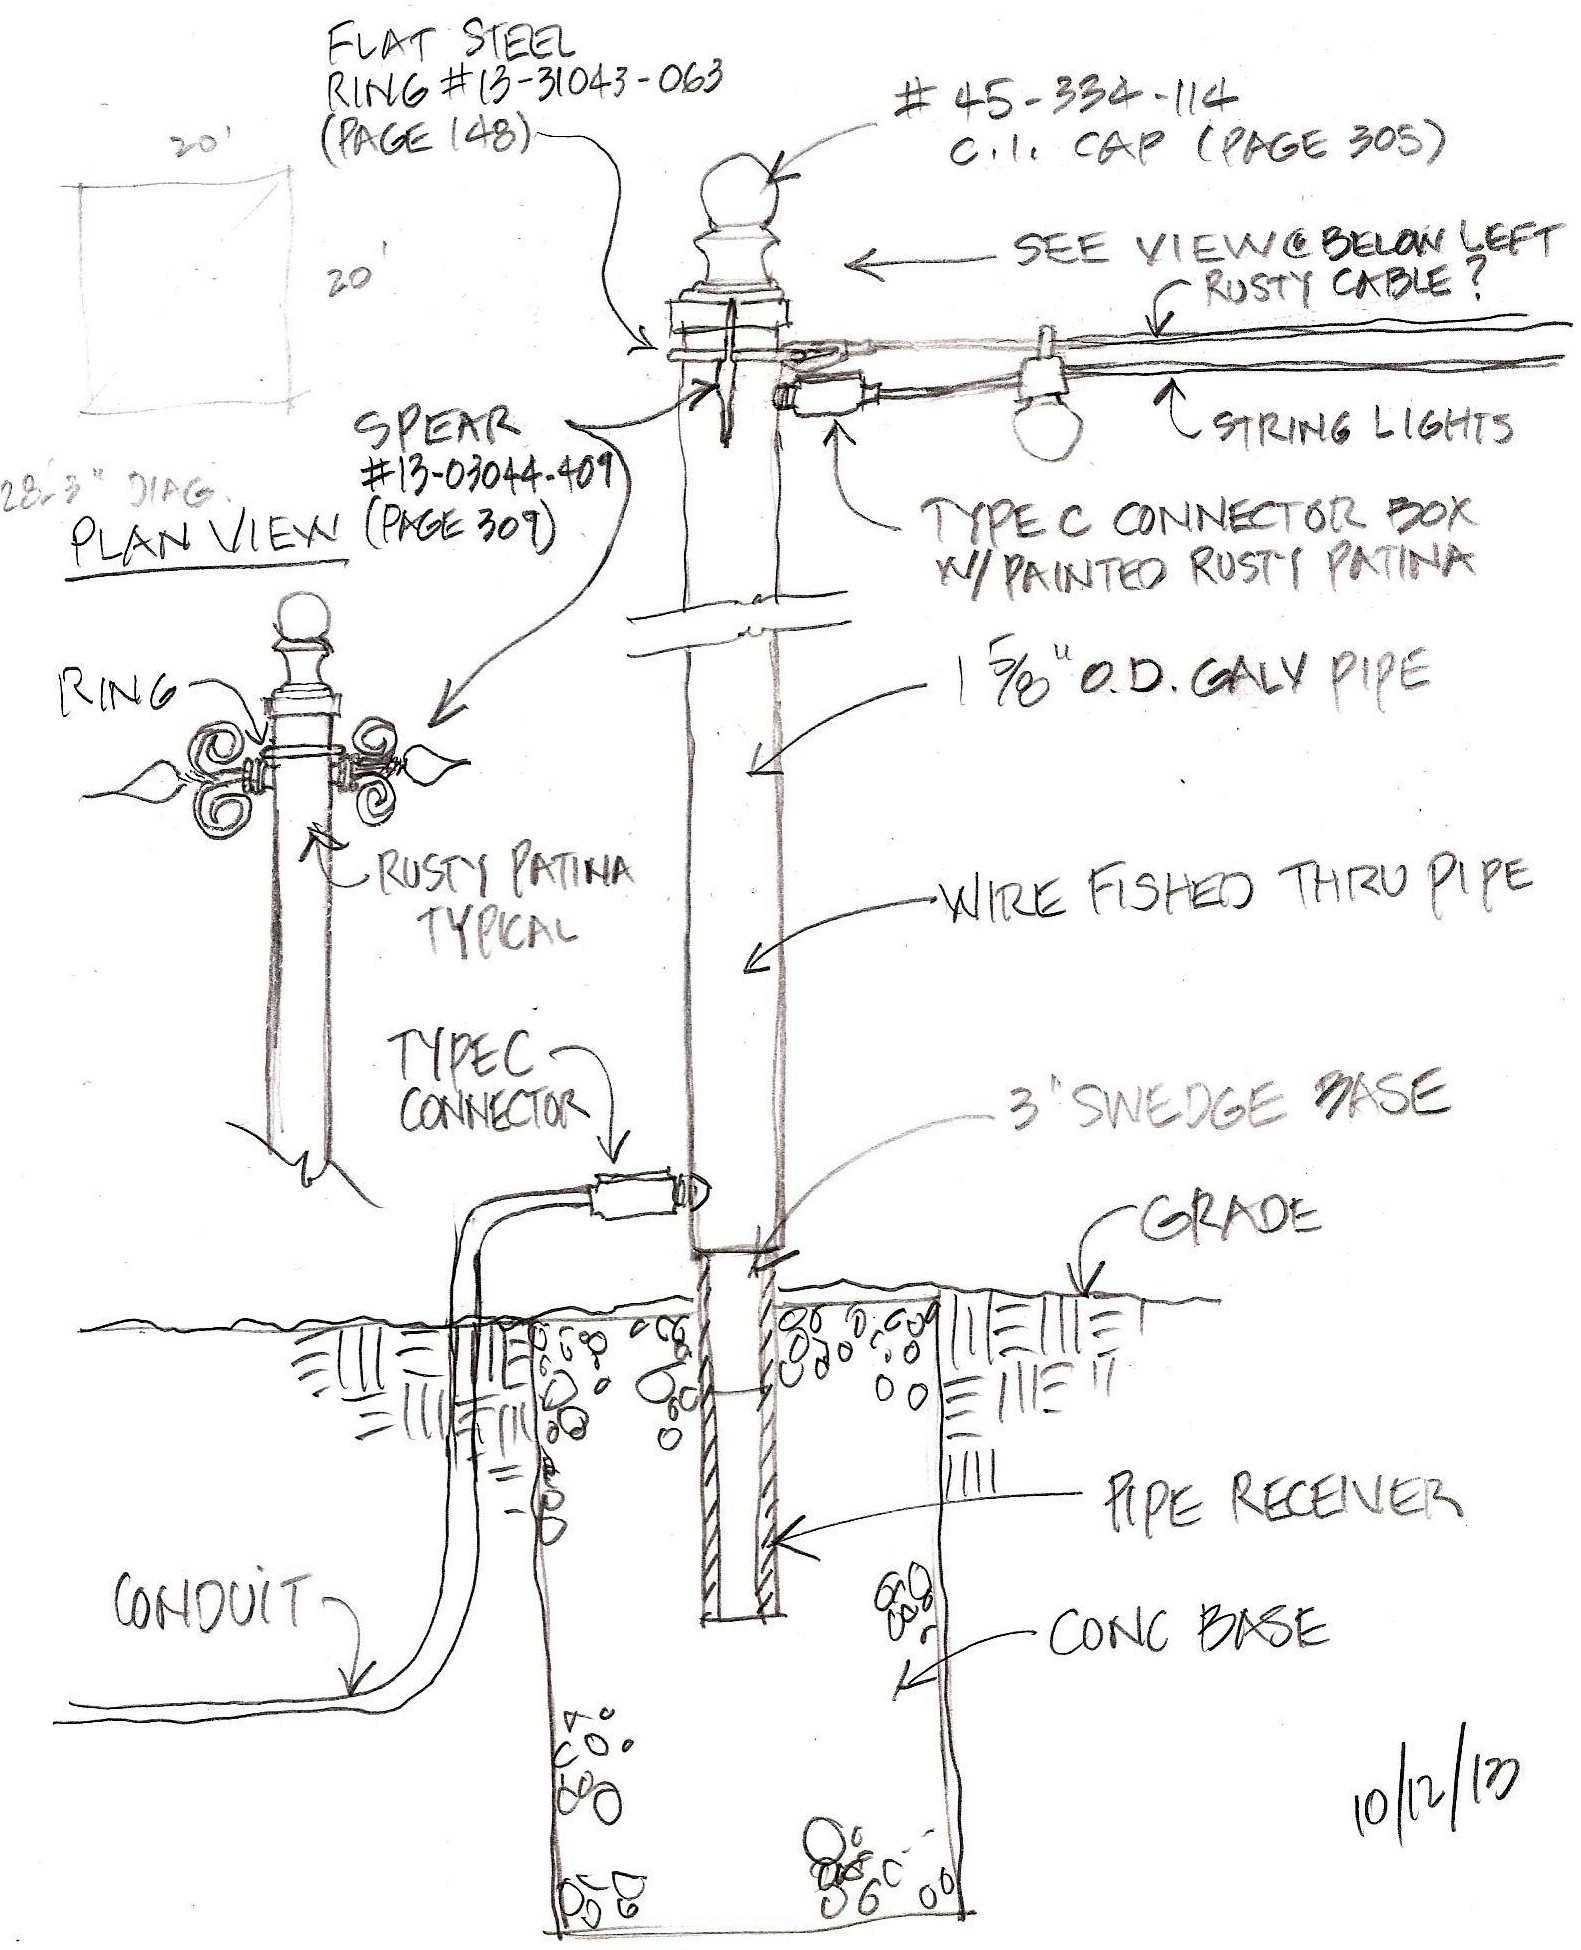 FLAT STEEL
RING #13-31043-063
(PAGE 148)
# 45-334-114
C.I. CAP (PAGE 305)
20'
20'
SEE VIEW @ BELOW LEFT
RUSTY CABLE?
STRING LIGHTS
SPEAR
#13-03044-409
(PAGE 309)
28'-3" DIAG.
PLAN VIEW
TYPE C CONNECTOR BOX
W/PAINTED RUSTY PATINA
RING
1 5/8" O.D. GALV PIPE
RUSTY PATINA
TYPICAL
WIRE FISHED THRU PIPE
TYPE C
CONNECTOR
3" SWEDGE BASE
GRADE
PIPE RECEIVER
CONDUIT
CONC BASE
10/12/13